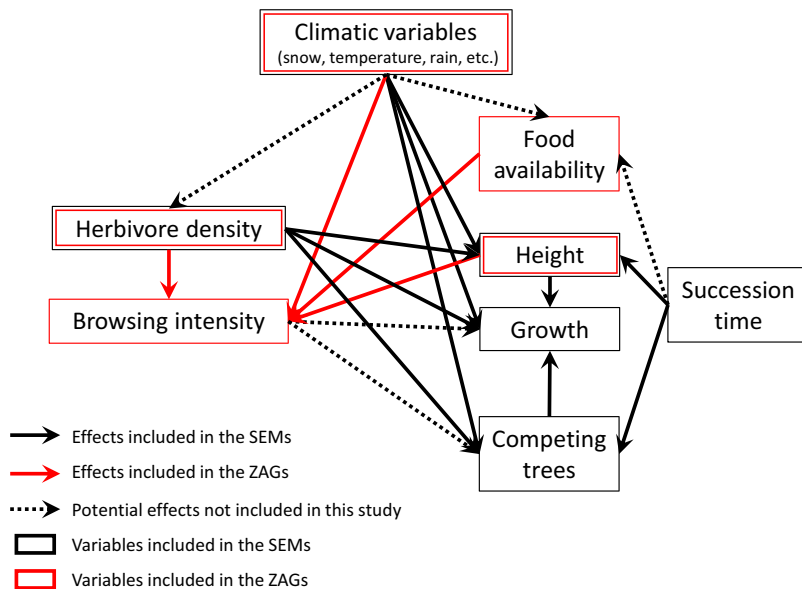 Climatic variables
(snow, temperature, rain, etc.)
Food
availability
Herbivore density
Height
Succession
time
Browsing intensity
Growth
Competing
trees
Effects included in the SEMs
Effects included in the ZAGs
Potential effects not included in this study
Variables included in the SEMs
Variables included in the ZAGs